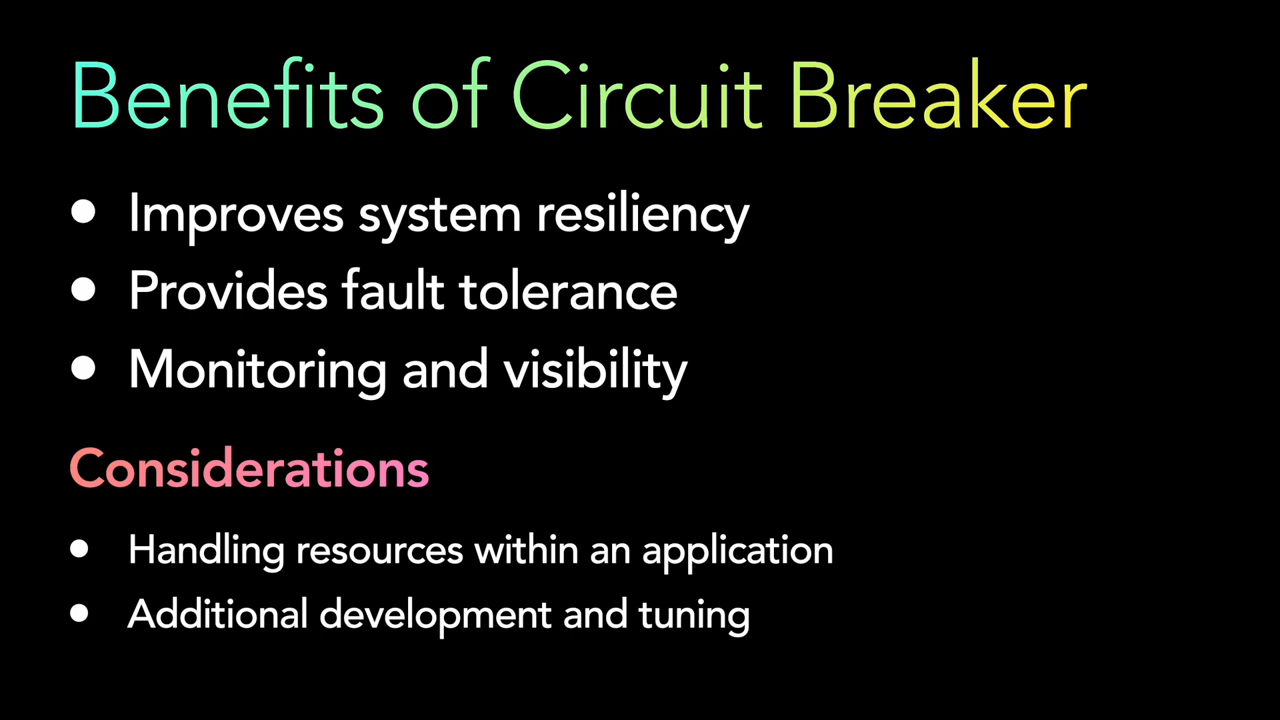 Benefits of Circuit Breaker
• Improves system resiliency
• Provides fault tolerance
• Monitoring and visibility
Considerations
• Handling resources within an application
• Additional development and tuning